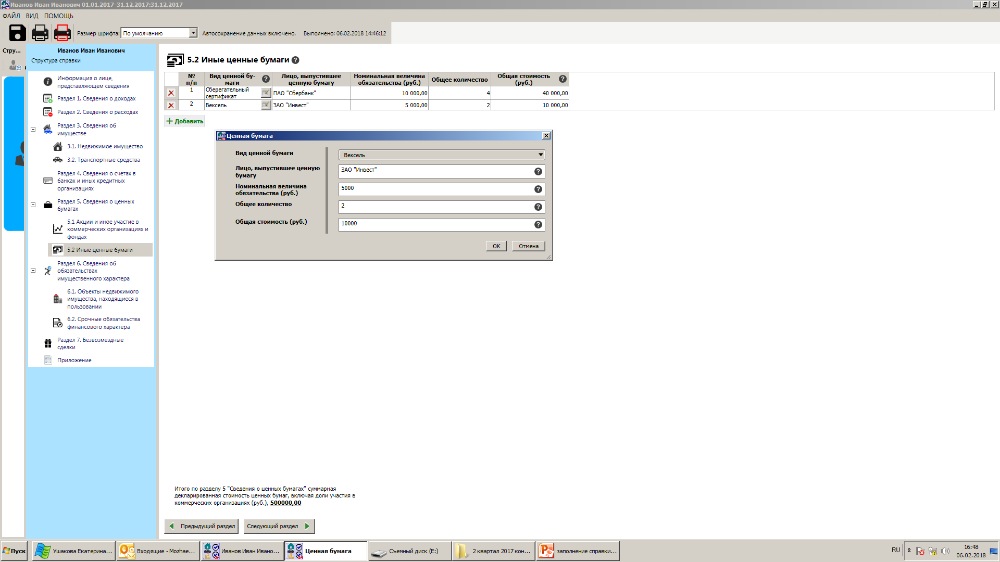 Иванов Иван Иванович 01.01.2017-31.12.2017:31.12.2017
ФАЙЛ ВИД ПОМОЩЬ
Размер шрифта: По умолчанию Автосохранение данных включено. Выполнено: 06.02.2018 14:46:12
Стру...
Иванов Иван Иванович
Структура справки
Информация о лице,
представляющем сведения
Раздел 1. Сведения о доходах
Раздел 2. Сведения о расходах
Раздел 3. Сведения об
имуществе
3.1. Недвижимое имущество
3.2. Транспортные средства
Раздел 4. Сведения о счетах в
банках и иных кредитных
организациях
Раздел 5. Сведения о ценных
бумагах
5.1 Акции и иное участие в
коммерческих организациях и
фондах
5.2 Иные ценные бумаги
Раздел 6. Сведения об
обязательствах
имущественного характера
6.1. Объекты недвижимого
имущества, находящиеся в
пользовании
6.2. Срочные обязательства
финансового характера
Раздел 7. Безвозмездные
сделки
Приложение
5.2 Иные ценные бумаги ?
№
п/п
Вид ценной бу-
маги ?
Лицо, выпустившее
ценную бумагу
Номинальная величина
обязательства (руб.)
Общее количество
Общая стоимость
(руб.) ?
1 Сберегательный
сертификат ПАО "Сбербанк" 10 000,00 4 40 000,00
2 Вексель ЗАО "Инвест" 5 000,00 2 10 000,00
Добавить
Ценная бумага
Вид ценной бумаги Вексель
Лицо, выпустившее ценную
бумагу ЗАО "Инвест" ?
Номинальная величина
обязательства (руб.) 5000 ?
Общее количество 2 ?
Общая стоимость (руб.) 10000 ?
OK Отмена
Итого по разделу 5 "Сведения о ценных бумагах" суммарная
декларированная стоимость ценных бумаг, включая доли участия в
коммерческих организациях (руб.), 500000,00
Предыдущий раздел Следующий раздел
Пуск Ушакова Екатерина... Входящие - Mozhae... Иванов Иван Ивано... Ценная бумага Съемный диск (E:) 2 квартал 2017 кон... заполнение справки... RU 16:48
06.02.2018